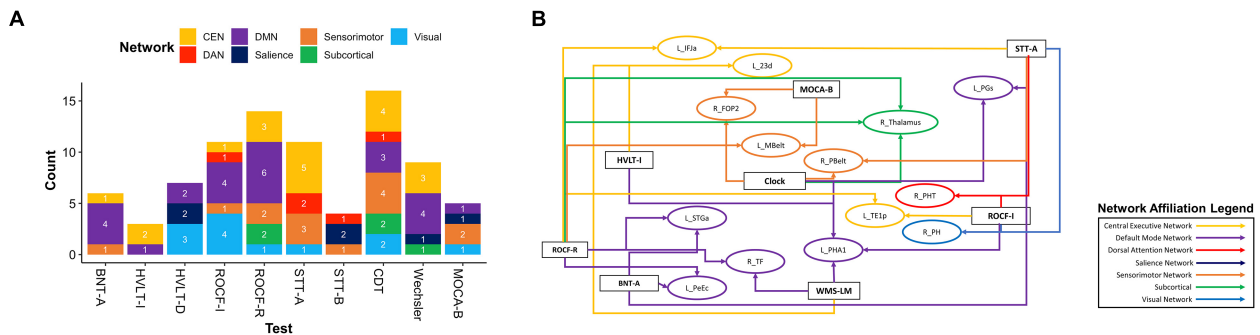 A
Network
CEN DMN Sensorimotor Visual
DAN Salience Subcortical
Count
15
10
5
0
1 4 1
2 1
2 2 3
1 1 4 1 4
3 6 2 2 1
5 2 3 1
1 2 1
4 1 3 4 2 2
3 4 1 1
1 1 2 1
BNT-A
HVLT-I
HVLT-D
ROCF-I
ROCF-R
STT-A
STT-B
CDT
Wechsler
MOCA-B
Test
B
L_IFJa
STT-A
L_23d
MOCA-B
L_PGs
R_FOP2
R_Thalamus
L_MBelt
HVLT-I
R_PBelt
Clock
R_PHT
L_STGa
L_TE1p
ROCF-I
R_PH
ROCF-R
L_PHA1
R_TF
BNT-A
L_PeEc
WMS-LM
Network Affiliation Legend
Central Executive Network
Default Mode Network
Dorsal Attention Network
Salience Network
Sensorimotor Network
Subcortical
Visual Network